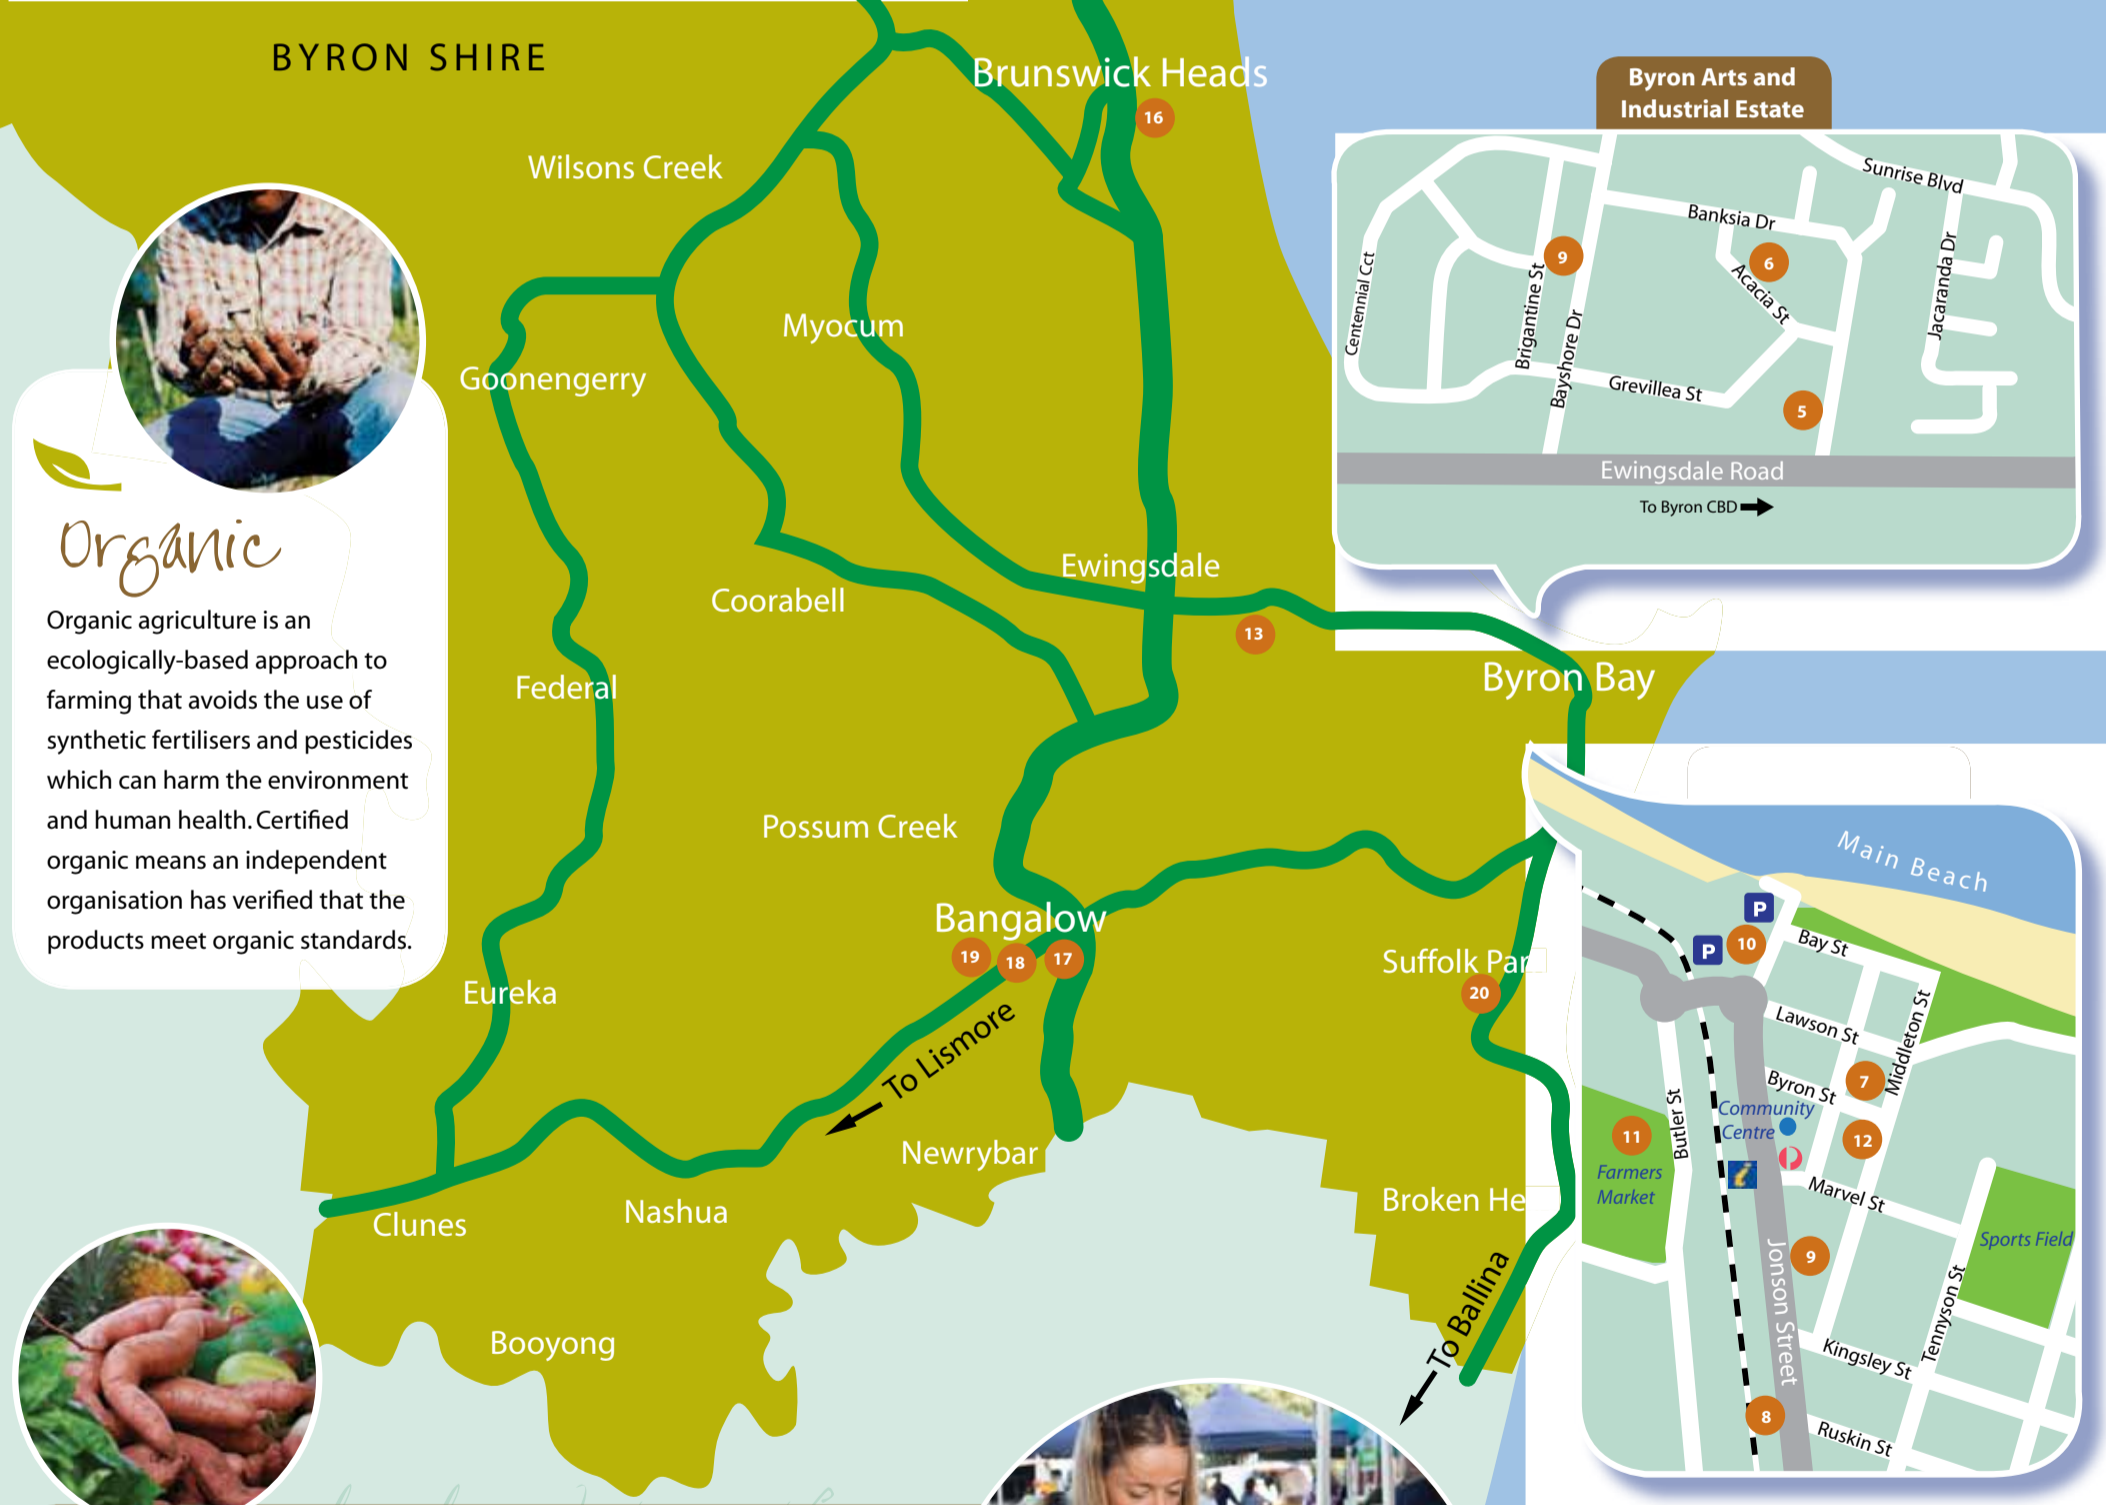 BYRON SHIRE
Brunswick Heads
16
Byron Arts and
Industrial Estate
Wilsons Creek
Sunrise Blvd
Banksia Dr
9
6
Acacia St
Centennial Cct
Brigantine St
Bayshore Dr
Jacaranda Dr
Grevillea St
5
Ewingsdale Road
To Byron CBD
Myocum
Goonengerry
Organic
Organic agriculture is an
ecologically-based approach to
farming that avoids the use of
synthetic fertilisers and pesticides
which can harm the environment
and human health. Certified
organic means an independent
organisation has verified that the
products meet organic standards.
Ewingsdale
Coorabell
13
Federal
Byron Bay
Possum Creek
Bangalow
19
18
17
Suffolk Par
20
Eureka
To Lismore
Newrybar
Nashua
Clunes
Broken He
To Ballina
Booyong
Main Beach
P
P
10
Bay St
Lawson St
Middleton St
7
Byron St
Butler St
Community
Centre
11
12
Farmers
Market
i
Marvel St
Sports Field
9
Jonson Street
Tennyson St
Kingsley St
8
Ruskin St